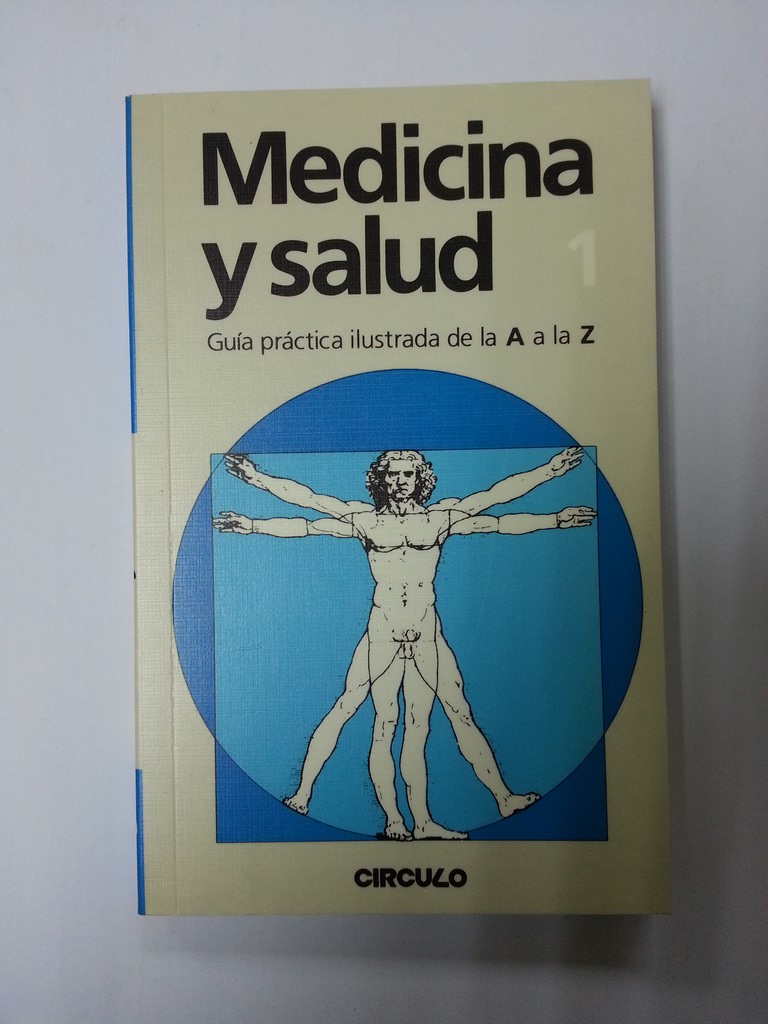 Medicina
y salud 1
Guía práctica ilustrada de la A a la Z
CIRCULO